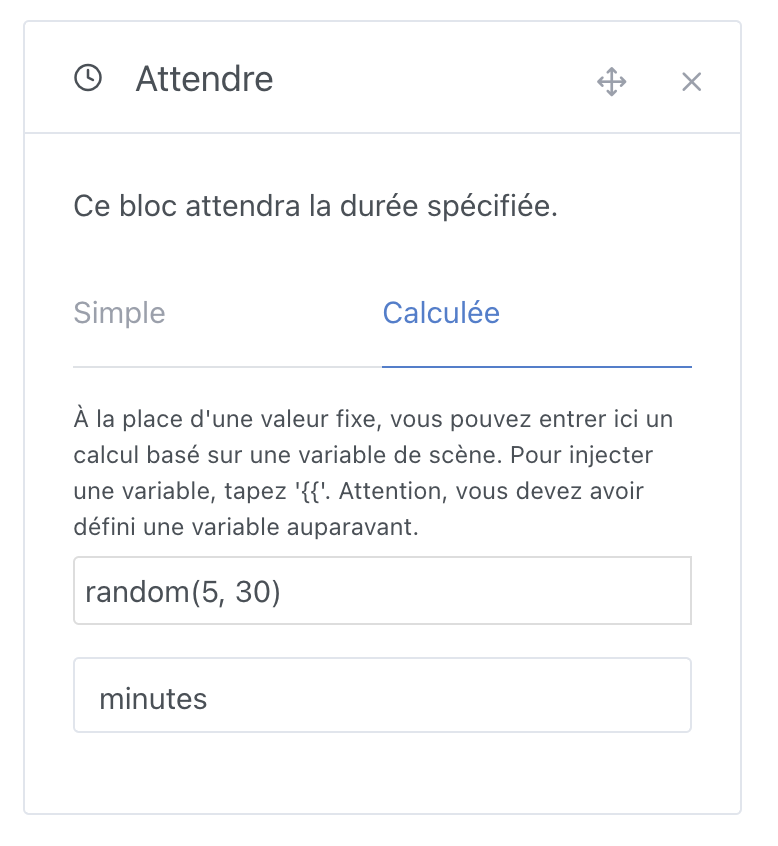 Attendre
Ce bloc attendra la durée spécifiée.
Simple
Calculée
À la place d'une valeur fixe, vous pouvez entrer ici un
calcul basé sur une variable de scène. Pour injecter
une variable, tapez '{{'. Attention, vous devez avoir
défini une variable auparavant.
random(5, 30)
minutes